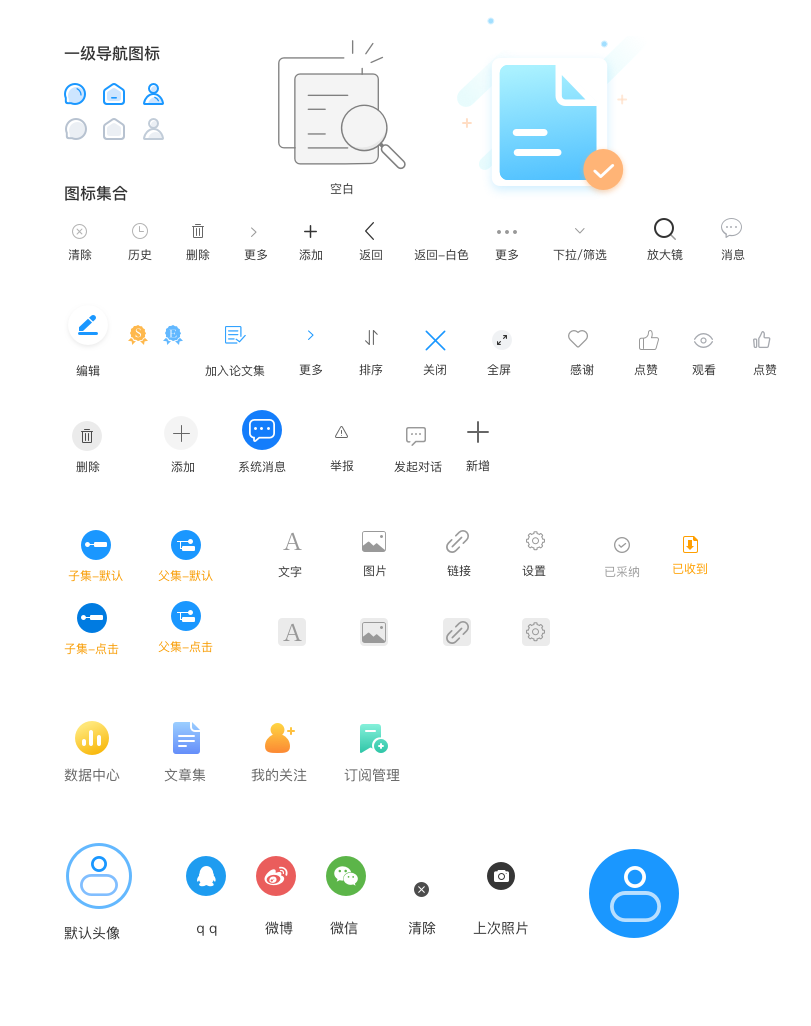 一级导航图标
空白
图标集合
清除 历史 删除 更多 添加 返回 返回-白色 更多 下拉/筛选 放大镜 消息
S E
编辑 加入论文集 更多 排序 关闭 全屏 感谢 点赞 观看 点赞
删除 添加 系统消息 举报 发起对话 新增
A
子集-默认 父集-默认 文字 图片 链接 设置 已采纳 已收到
A
子集-点击 父集-点击
数据中心 文章集 我的关注 订阅管理
默认头像 q q 微博 微信 清除 上次照片